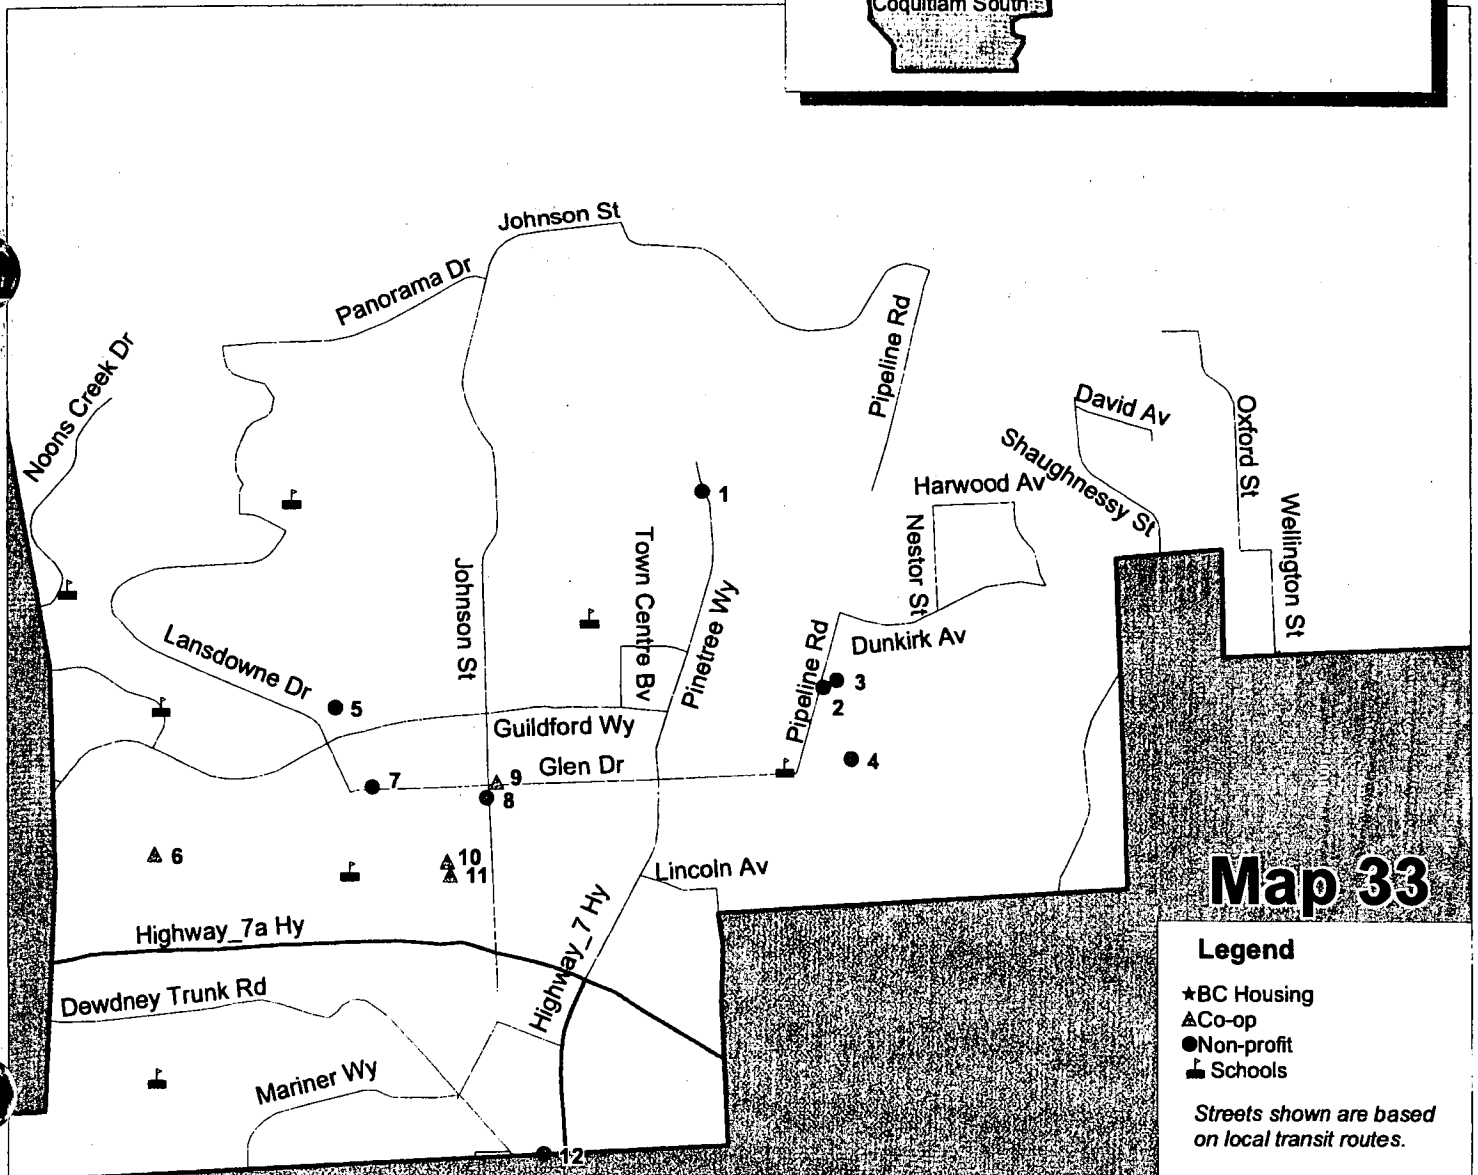 Coquitlam South
Johnson St
Panorama Dr
Noons Creek Dr
Pipeline Rd
David Av
Oxford St
Shaughnessy St
Harwood Av
1
Wellington St
Nestor St
Town Centre Bv
Johnson St
Pinetree Wy
Lansdowne Dr
Dunkirk Av
Pipeline Rd
3
2
5
Guildford Wy
Glen Dr
4
7
9
8
6
10
11
Lincoln Av
Map 33
Highway_7a Hy
Highway_7 Hy
Dewdney Trunk Rd
Mariner Wy
12
Legend
BC Housing
Co-op
Non-profit
Schools
Streets shown are based
on local transit routes.